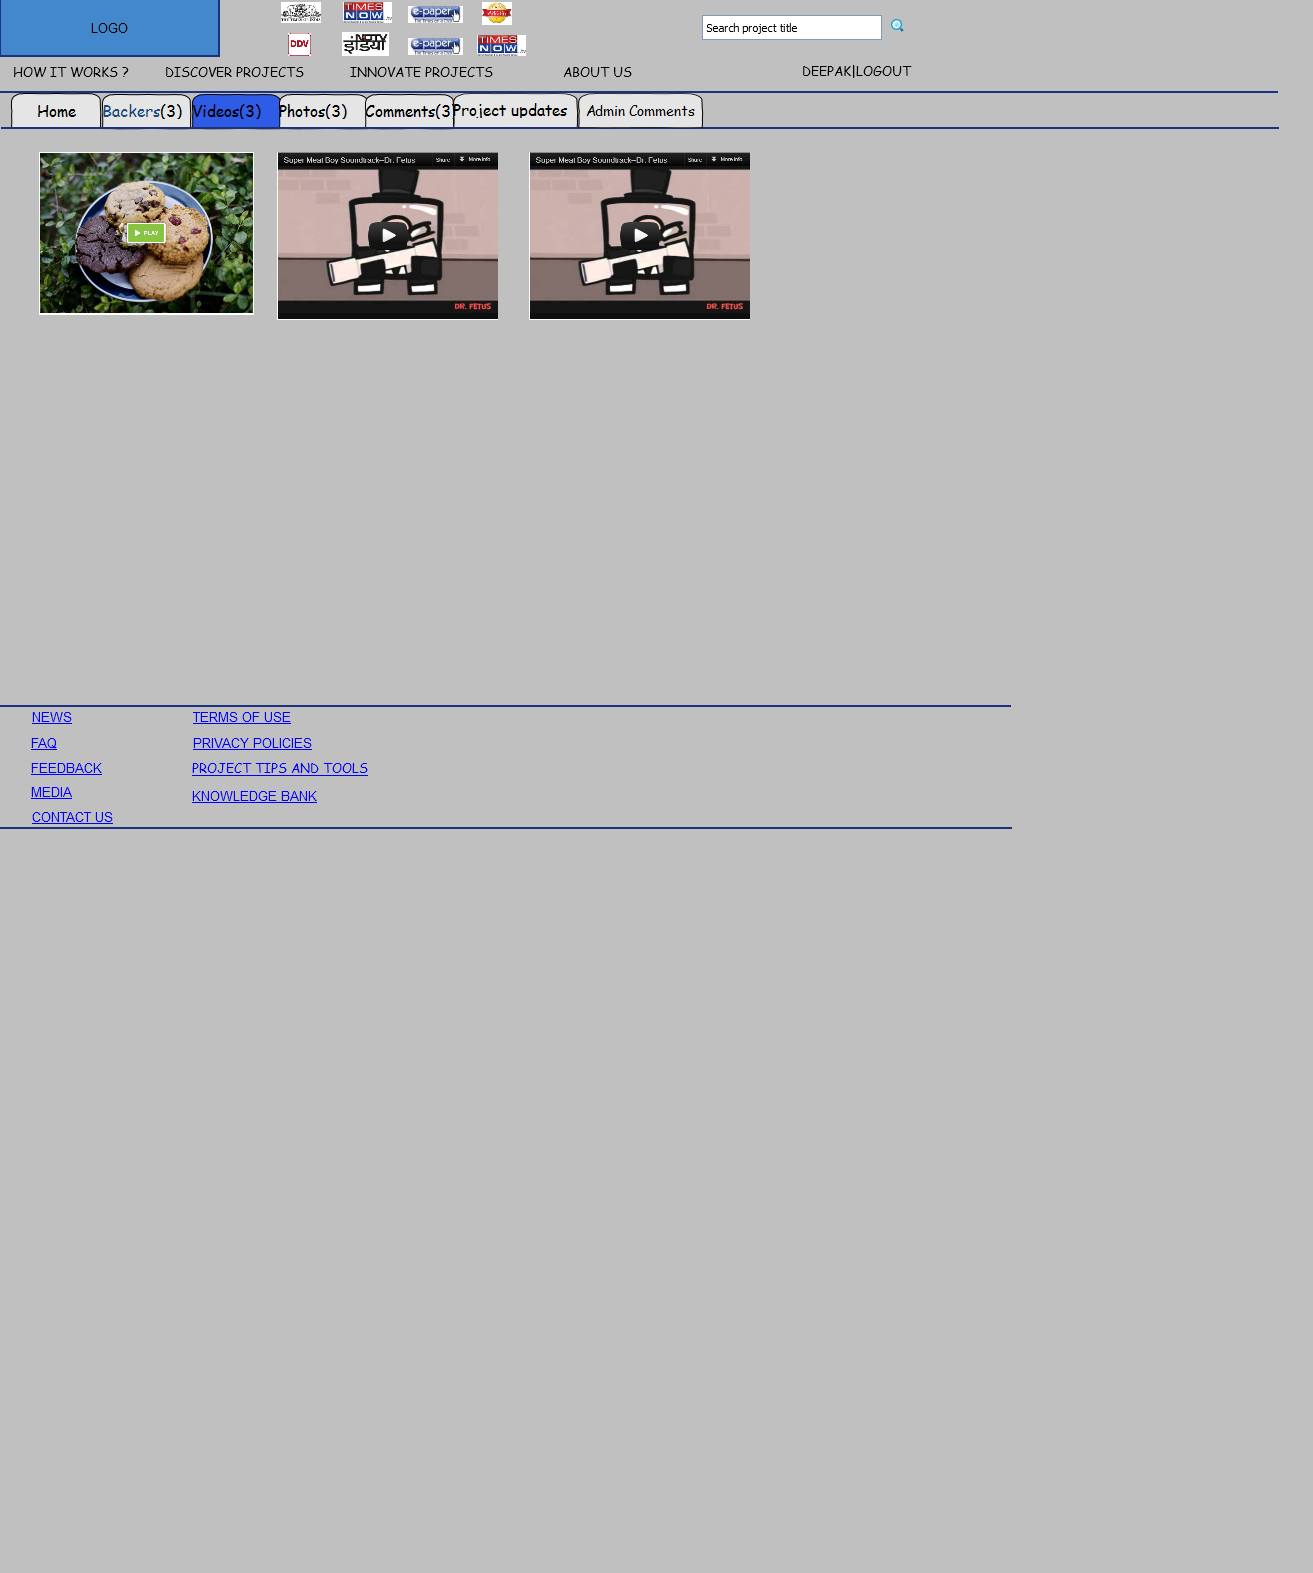 LOGO
TIMES
NOW
e-paper
DDV
NDTV
इंडिया
e-paper
TIMES
NOW
Search project title
HOW IT WORKS ?
DISCOVER PROJECTS
INNOVATE PROJECTS
ABOUT US
DEEPAK|LOGOUT
Home
Backers(3)
Videos(3)
Photos(3)
Comments(3
Project updates
Admin Comments
PLAY
Super Meat Boy Soundtrack–Dr. Fetus
Share
More info
DR. FETUS
Super Meat Boy Soundtrack–Dr. Fetus
Share
More info
DR. FETUS
NEWS
TERMS OF USE
FAQ
PRIVACY POLICIES
FEEDBACK
PROJECT TIPS AND TOOLS
MEDIA
KNOWLEDGE BANK
CONTACT US